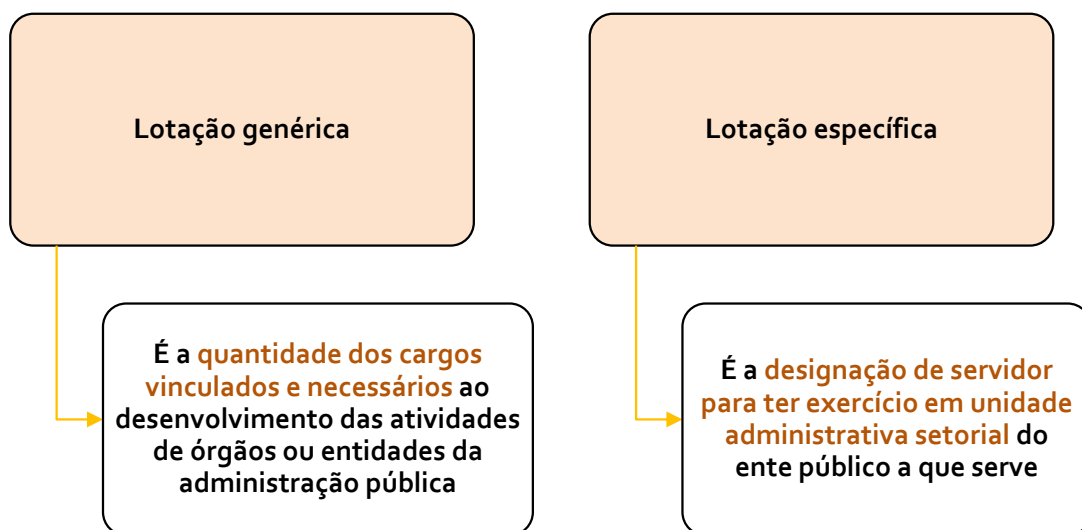 Lotação genérica
É a quantidade dos cargos
vinculados e necessários ao
desenvolvimento das atividades
de órgãos ou entidades da
administração pública
Lotação específica
É a designação de servidor
para ter exercício em unidade
administrativa setorial do
ente público a que serve